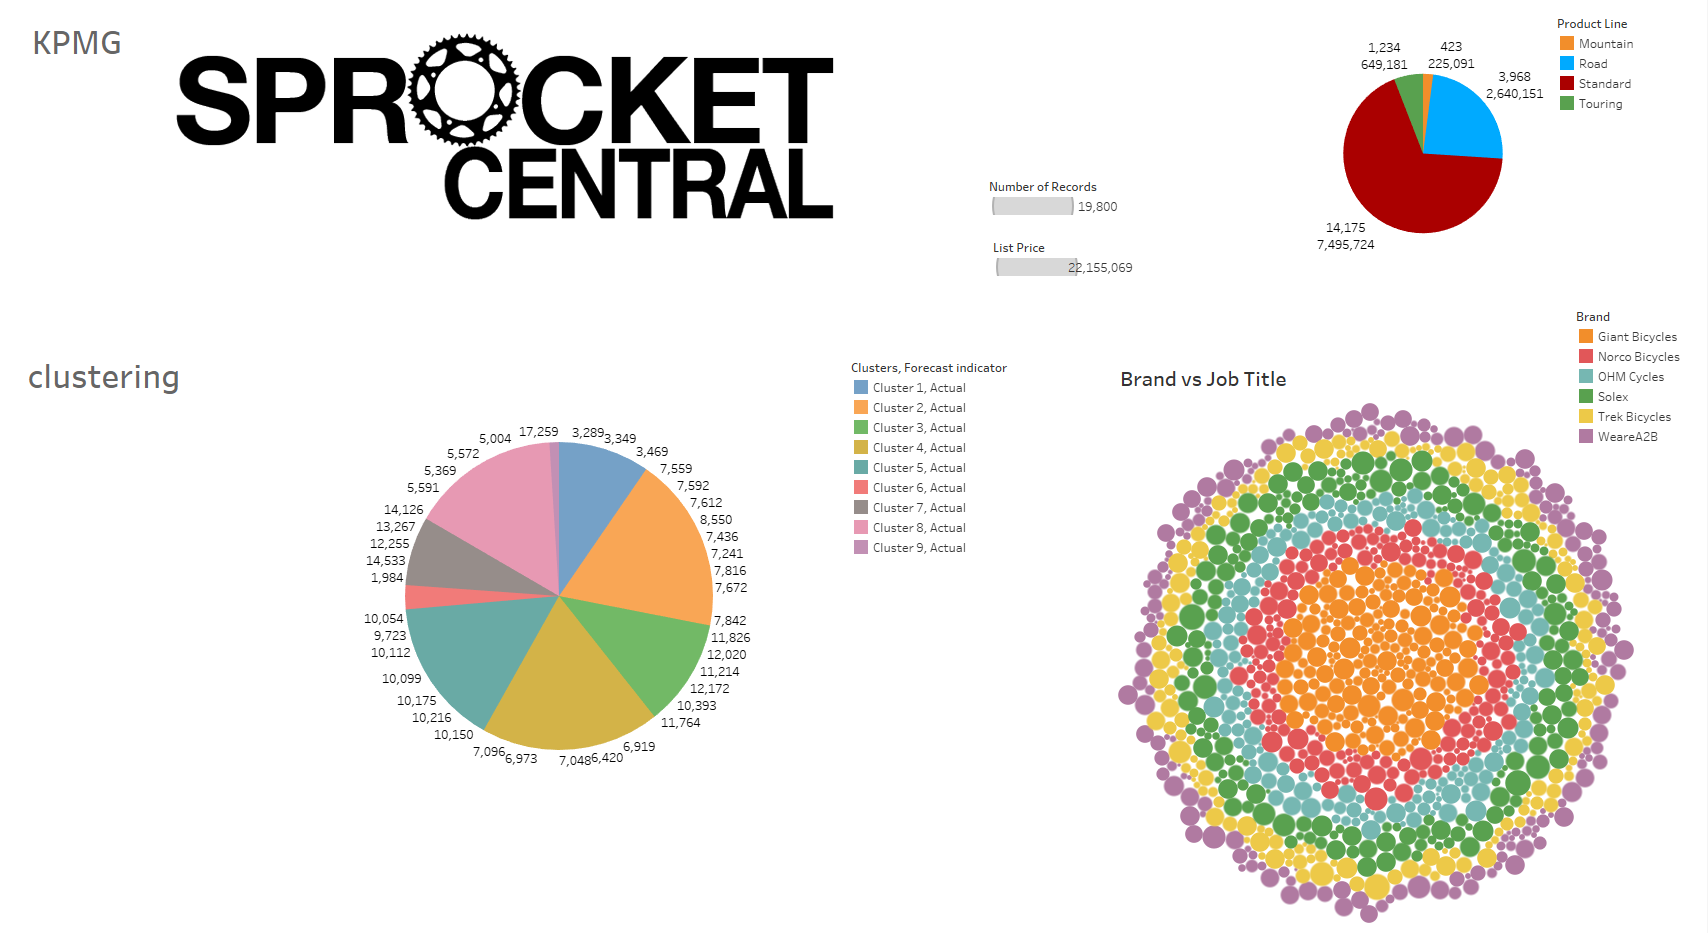 KPMG
SPROCKET
CENTRAL
Number of Records
19,800
List Price
22,155,069
1,234
649,181
423
225,091
3,968
2,640,151
14,175
7,495,724
Product Line
Mountain
Road
Standard
Touring
clustering
17,259
3,289
3,349
3,469
7,559
7,592
7,612
8,550
7,436
7,241
7,816
7,672
7,842
11,826
12,020
11,214
12,172
10,393
11,764
6,919
6,420
7,048
6,973
7,096
10,150
10,216
10,175
10,099
10,112
9,723
10,054
1,984
14,533
12,255
13,267
14,126
5,591
5,369
5,572
5,004
Clusters, Forecast indicator
Cluster 1, Actual
Cluster 2, Actual
Cluster 3, Actual
Cluster 4, Actual
Cluster 5, Actual
Cluster 6, Actual
Cluster 7, Actual
Cluster 8, Actual
Cluster 9, Actual
Brand vs Job Title
Brand
Giant Bicycles
Norco Bicycles
OHM Cycles
Solex
Trek Bicycles
WeareA2B